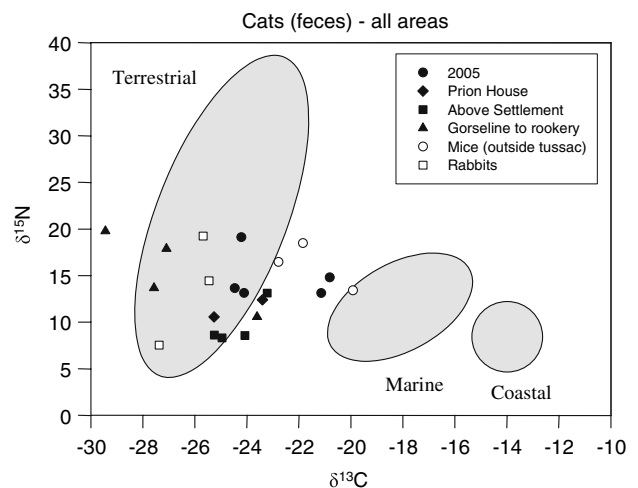 Cats (feces) - all areas
40
35
30
25
20
15
10
5
0
δ15N
Terrestrial
2005
Prion House
Above Settlement
Gorseline to rookery
Mice (outside tussac)
Rabbits
Marine
Coastal
-30 -28 -26 -24 -22 -20 -18 -16 -14 -12 -10
δ13C